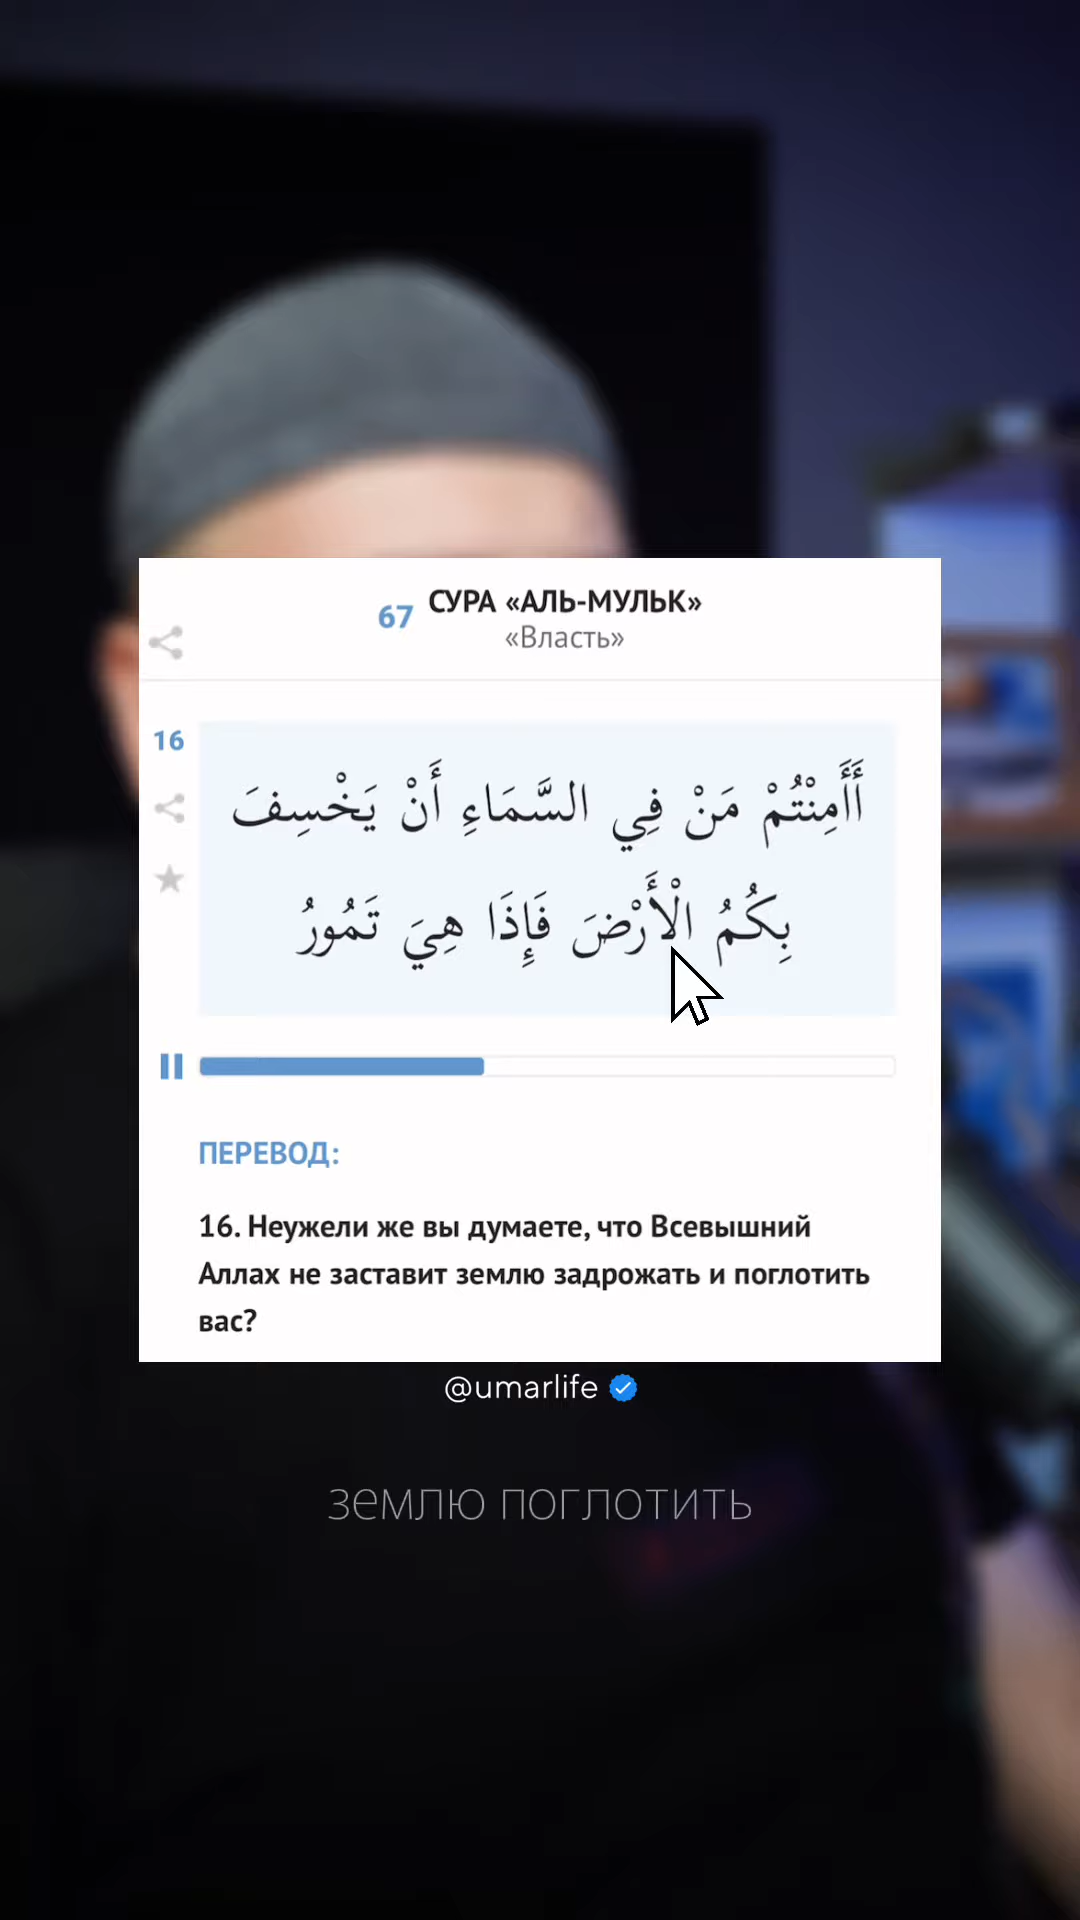 67 СУРА «АЛЬ-МУЛЬК»
«Власть»
16
أَأَمِنْتُمْ مَنْ فِي السَّمَاءِ أَنْ يَخْسِفَ
بِكُمُ الْأَرْضَ فَإِذَا هِيَ تَمُورُ
ПЕРЕВОД:
16. Неужели же вы думаете, что Всевышний
Аллах не заставит землю задрожать и поглотить
вас?
@umarlife
землю поглотить